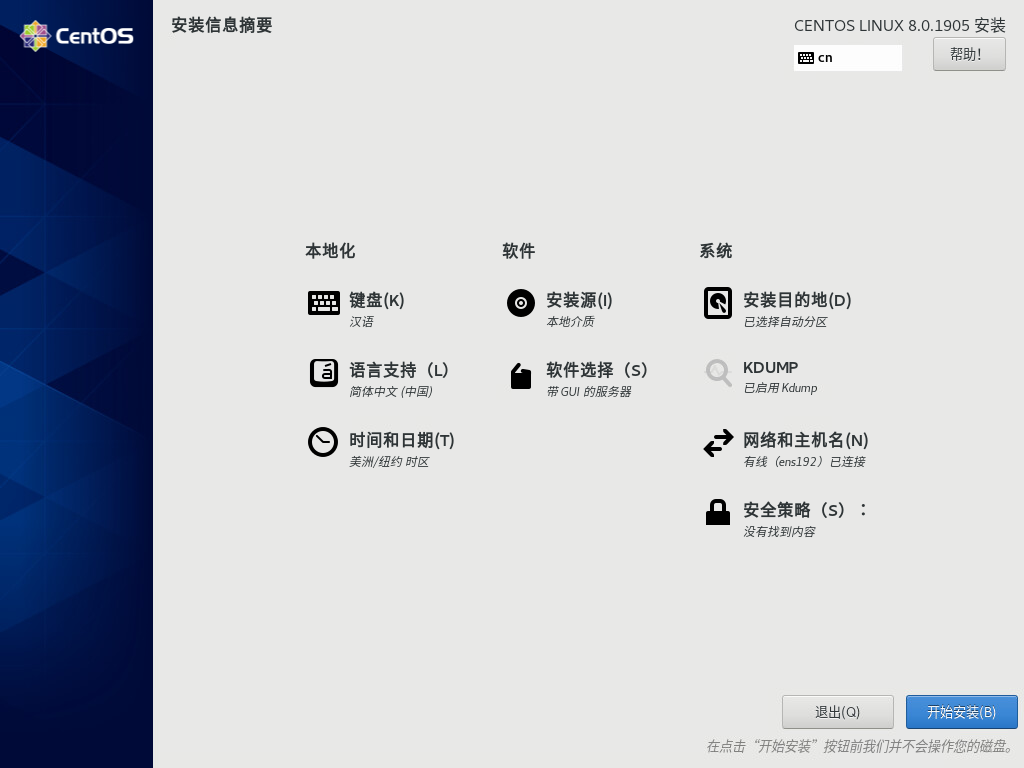 CentOS
安装信息摘要
CENTOS LINUX 8.0.1905 安装
cn
帮助！
本地化
键盘(K)
汉语
语言支持（L）
简体中文 (中国)
时间和日期(T)
美洲/纽约 时区
软件
安装源(I)
本地介质
软件选择（S）
带 GUI 的服务器
系统
安装目的地(D)
已选择自动分区
KDUMP
已启用 Kdump
网络和主机名(N)
有线（ens192）已连接
安全策略（S）：
没有找到内容
退出(Q)
开始安装(B)
在点击“开始安装”按钮前我们并不会操作您的磁盘。